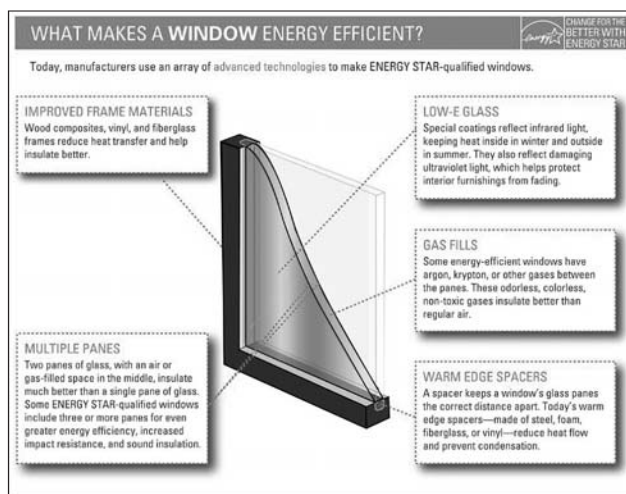 WHAT MAKES A WINDOW ENERGY EFFICIENT?
CHANGE FOR THE
BETTER WITH
ENERGY STAR
Today, manufacturers use an array of advanced technologies to make ENERGY STAR-qualified windows.
IMPROVED FRAME MATERIALS
Wood composites, vinyl, and fiberglass
frames reduce heat transfer and help
insulate better.
LOW-E GLASS
Special coatings reflect infrared light,
keeping heat inside in winter and outside
in summer. They also reflect damaging
ultraviolet light, which helps protect
interior furnishings from fading.
GAS FILLS
Some energy-efficient windows have
argon, krypton, or other gases between
the panes. These odorless, colorless,
non-toxic gases insulate better than
regular air.
MULTIPLE PANES
Two panes of glass, with an air or
gas-filled space in the middle, insulate
much better than a single pane of glass.
Some ENERGY STAR-qualified windows
include three or more panes for even
greater energy efficiency, increased
impact resistance, and sound insulation.
WARM EDGE SPACERS
A spacer keeps a window's glass panes
the correct distance apart. Today's warm
edge spacers—made of steel, foam,
fiberglass, or vinyl—reduce heat flow
and prevent condensation.